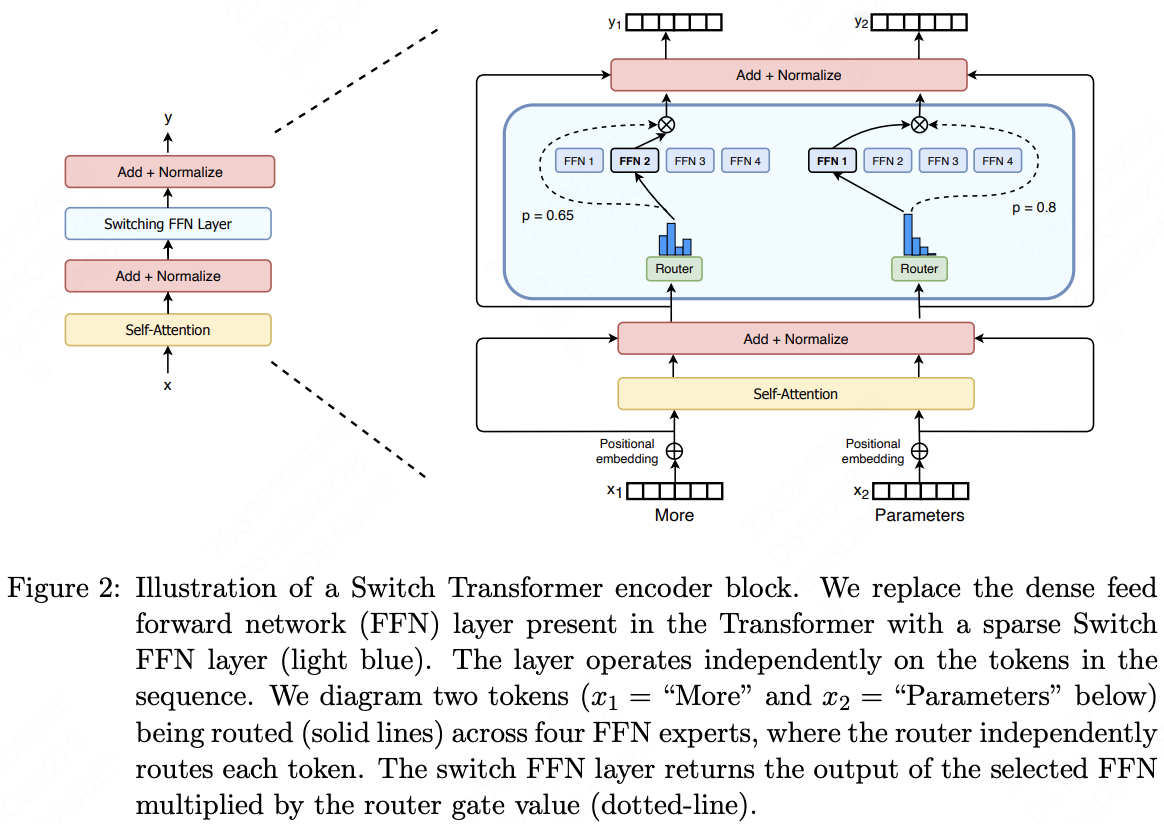 y
Add + Normalize
Switching FFN Layer
Add + Normalize
Self-Attention
x
y1 y2
Add + Normalize
FFN 1 FFN 2 FFN 3 FFN 4 FFN 1 FFN 2 FFN 3 FFN 4
p = 0.65 p = 0.8
Router Router
Add + Normalize
Self-Attention
Positional embedding Positional embedding
x1 x2
More Parameters
Figure 2: Illustration of a Switch Transformer encoder block. We replace the dense feed
forward network (FFN) layer present in the Transformer with a sparse Switch
FFN layer (light blue). The layer operates independently on the tokens in the
sequence. We diagram two tokens (x1 = “More” and x2 = “Parameters” below)
being routed (solid lines) across four FFN experts, where the router independently
routes each token. The switch FFN layer returns the output of the selected FFN
multiplied by the router gate value (dotted-line).